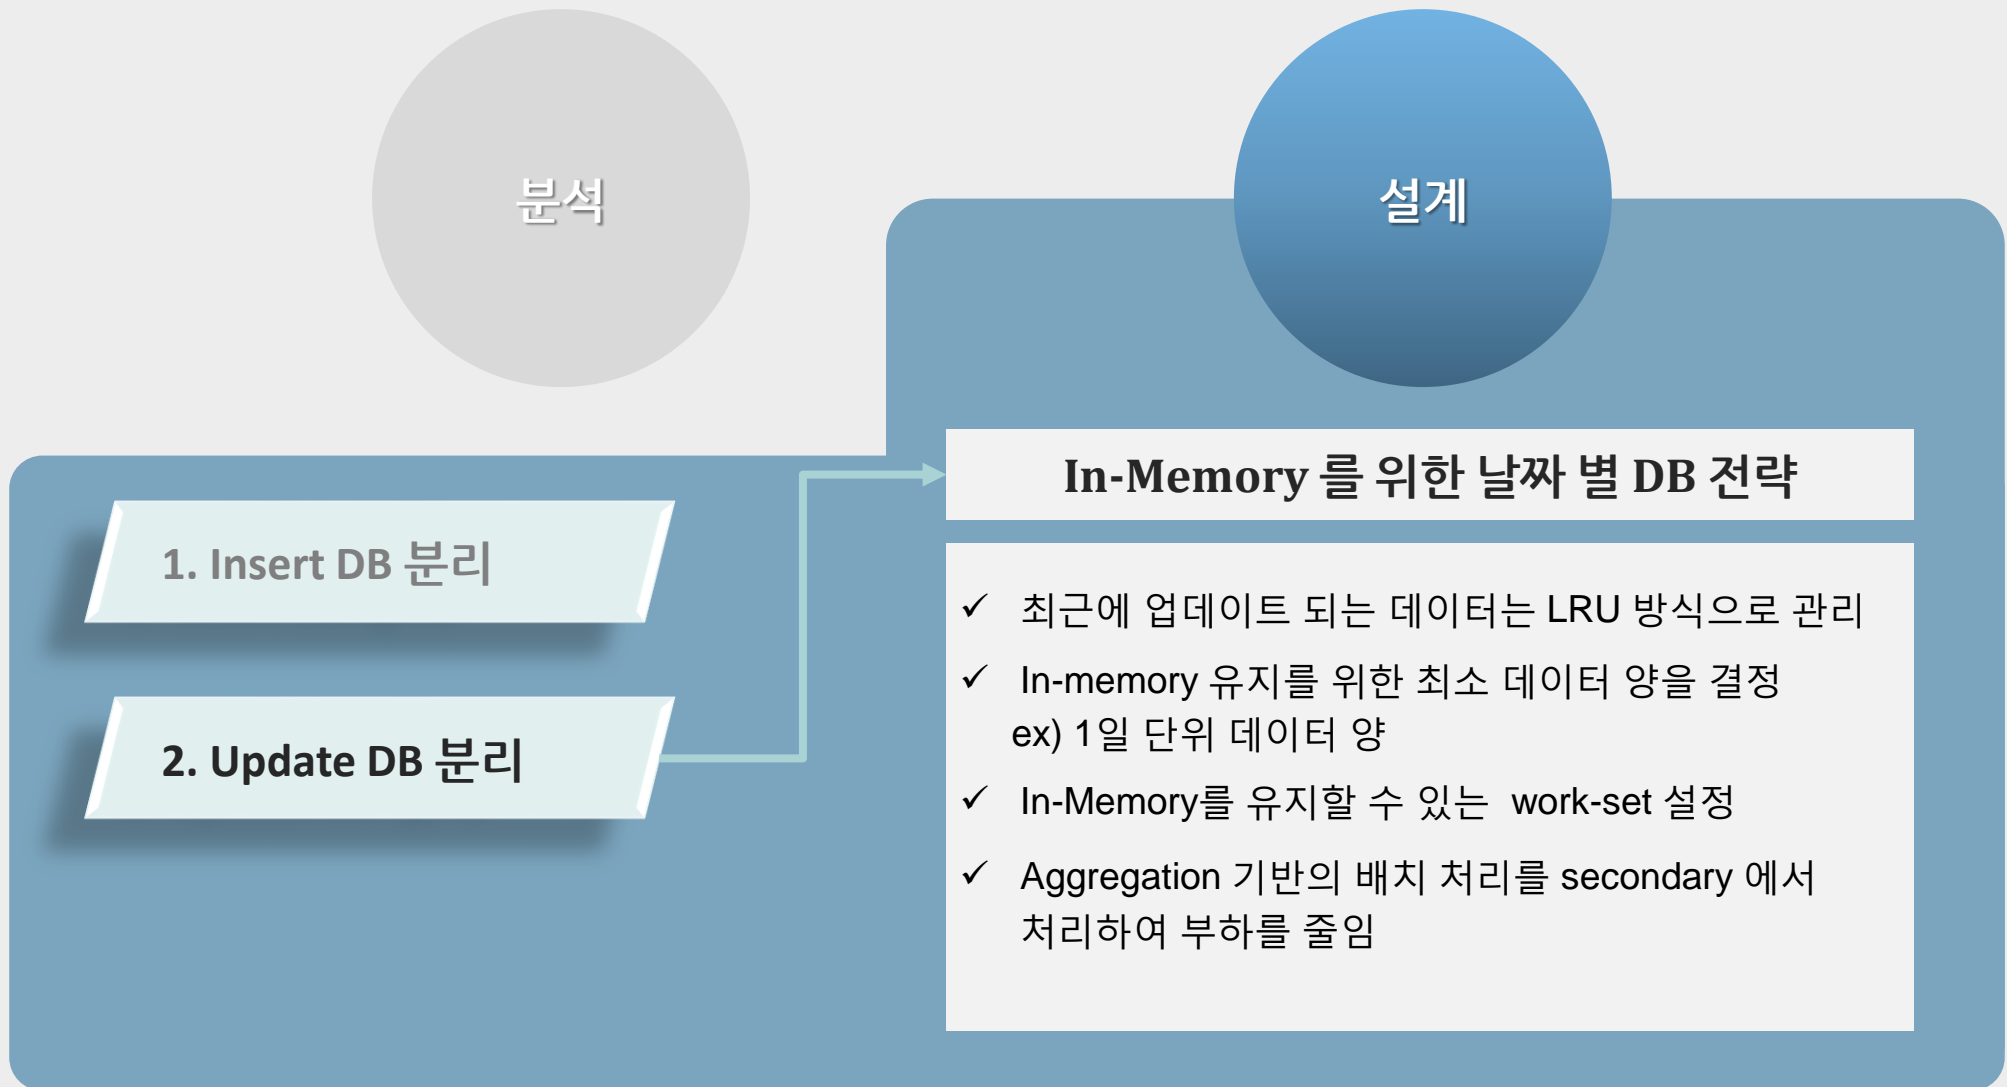 분석
설계
1. Insert DB 분리
2. Update DB 분리
In-Memory 를 위한 날짜 별 DB 전략
✓ 최근에 업데이트 되는 데이터는 LRU 방식으로 관리
✓ In-memory 유지를 위한 최소 데이터 양을 결정
ex) 1일 단위 데이터 양
✓ In-Memory를 유지할 수 있는 work-set 설정
✓ Aggregation 기반의 배치 처리를 secondary 에서
처리하여 부하를 줄임